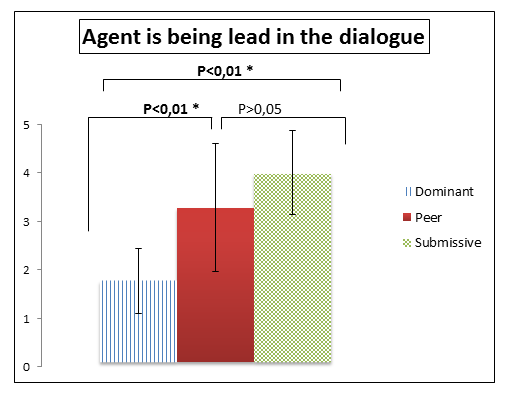 Agent is being lead in the dialogue
P<0,01 *
P<0,01 *
P>0,05
5
4
3
2
1
0
Dominant
Peer
Submissive